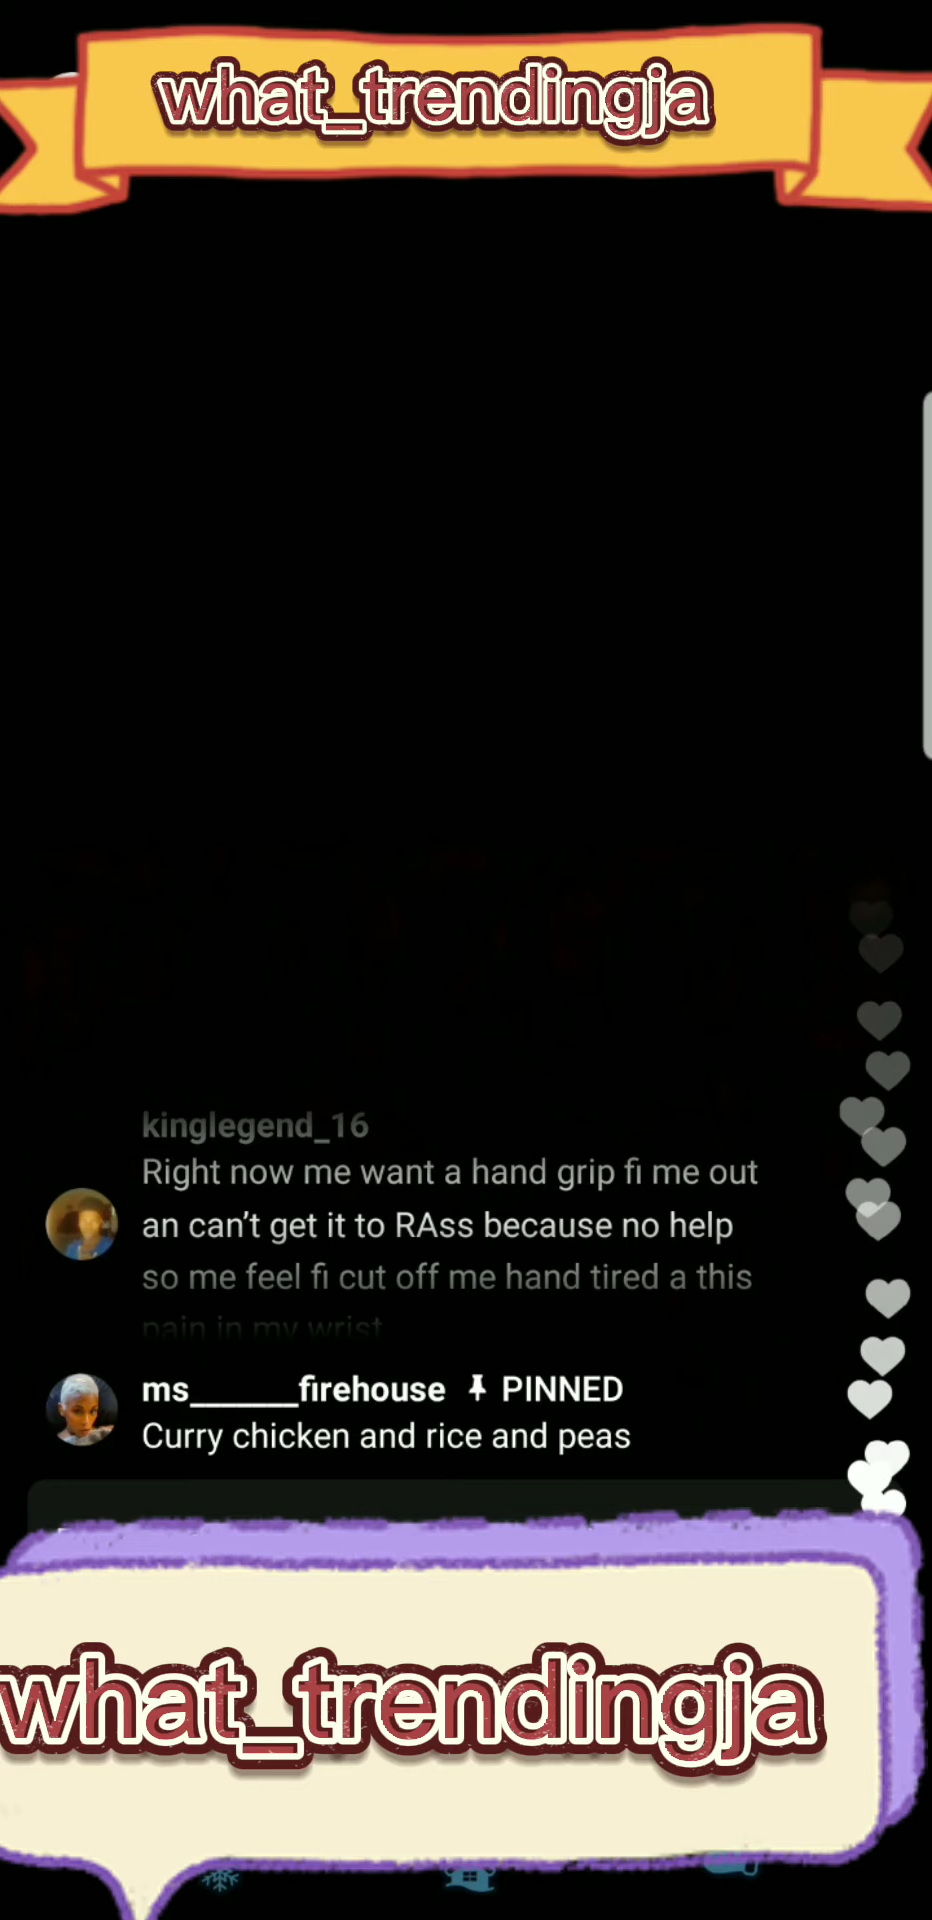 what_trendingja
kinglegend_16
Right now me want a hand grip fi me out
an can't get it to RAss because no help
so me feel fi cut off me hand tired a this
pain in my wrist
ms______firehouse PINNED
Curry chicken and rice and peas
what_trendingja